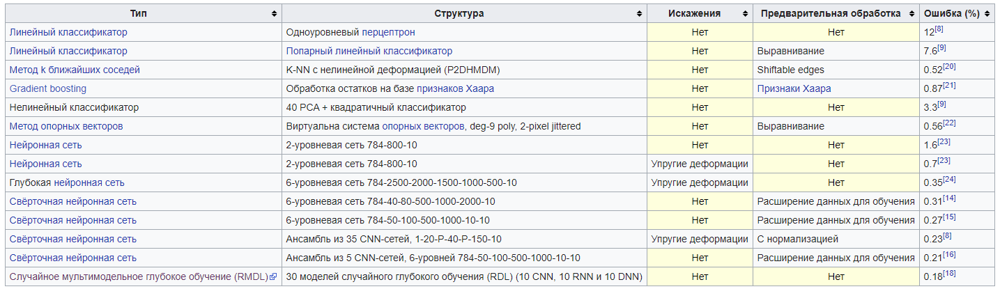 Тип Структура Искажения Предварительная обработка Ошибка (%)
Линейный классификатор Одноуровневый перцептрон Нет Нет 12[8]
Линейный классификатор Попарный линейный классификатор Нет Выравнивание 7.6[9]
Метод k ближайших соседей K-NN с нелинейной деформацией (P2DHMDM) Нет Shiftable edges 0.52[20]
Gradient boosting Обработка остатков на базе признаков Хаара Нет Признаки Хаара 0.87[21]
Нелинейный классификатор 40 PCA + квадратичный классификатор Нет Нет 3.3[9]
Метод опорных векторов Виртуальна система опорных векторов, deg-9 poly, 2-pixel jittered Нет Выравнивание 0.56[22]
Нейронная сеть 2-уровневая сеть 784-800-10 Нет Нет 1.6[23]
Нейронная сеть 2-уровневая сеть 784-800-10 Упругие деформации Нет 0.7[23]
Глубокая нейронная сеть 6-уровневая сеть 784-2500-2000-1500-1000-500-10 Упругие деформации Нет 0.35[24]
Свёрточная нейронная сеть 6-уровневая сеть 784-40-80-500-1000-2000-10 Нет Расширение данных для обучения 0.31[14]
Свёрточная нейронная сеть 6-уровневая сеть 784-50-100-500-1000-10-10 Нет Расширение данных для обучения 0.27[15]
Свёрточная нейронная сеть Ансамбль из 35 CNN-сетей, 1-20-P-40-P-150-10 Упругие деформации С нормализацией 0.23[8]
Свёрточная нейронная сеть Ансамбль из 5 CNN-сетей, 6-уровней 784-50-100-500-1000-10-10 Нет Расширение данных для обучения 0.21[16]
Случайное мультимодельное глубокое обучение (RMDL) 30 моделей случайного глубокого обучения (RDL) (10 CNN, 10 RNN и 10 DNN) Нет Нет 0.18[18]